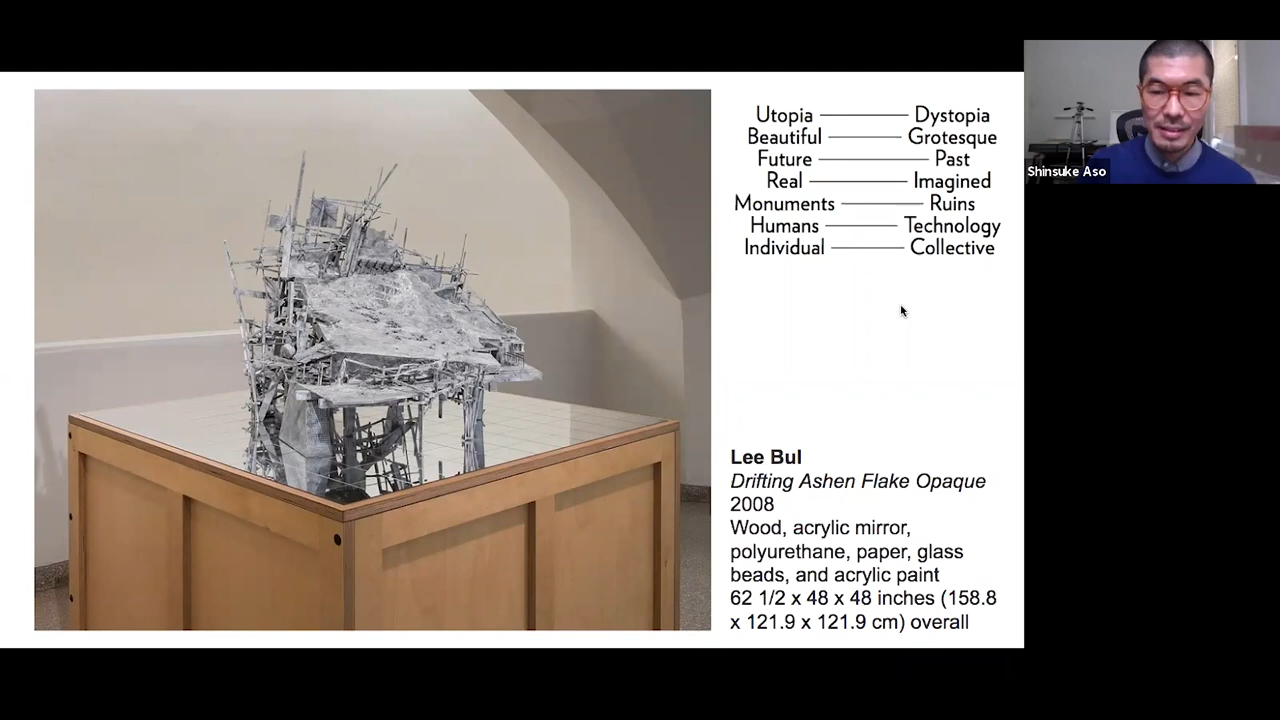 Utopia Dystopia
Beautiful Grotesque
Future Past
Real Imagined
Monuments Ruins
Humans Technology
Individual Collective
Lee Bul
Drifting Ashen Flake Opaque
2008
Wood, acrylic mirror,
polyurethane, paper, glass
beads, and acrylic paint
62 1/2 x 48 x 48 inches (158.8
x 121.9 x 121.9 cm) overall
Shinsuke Aso